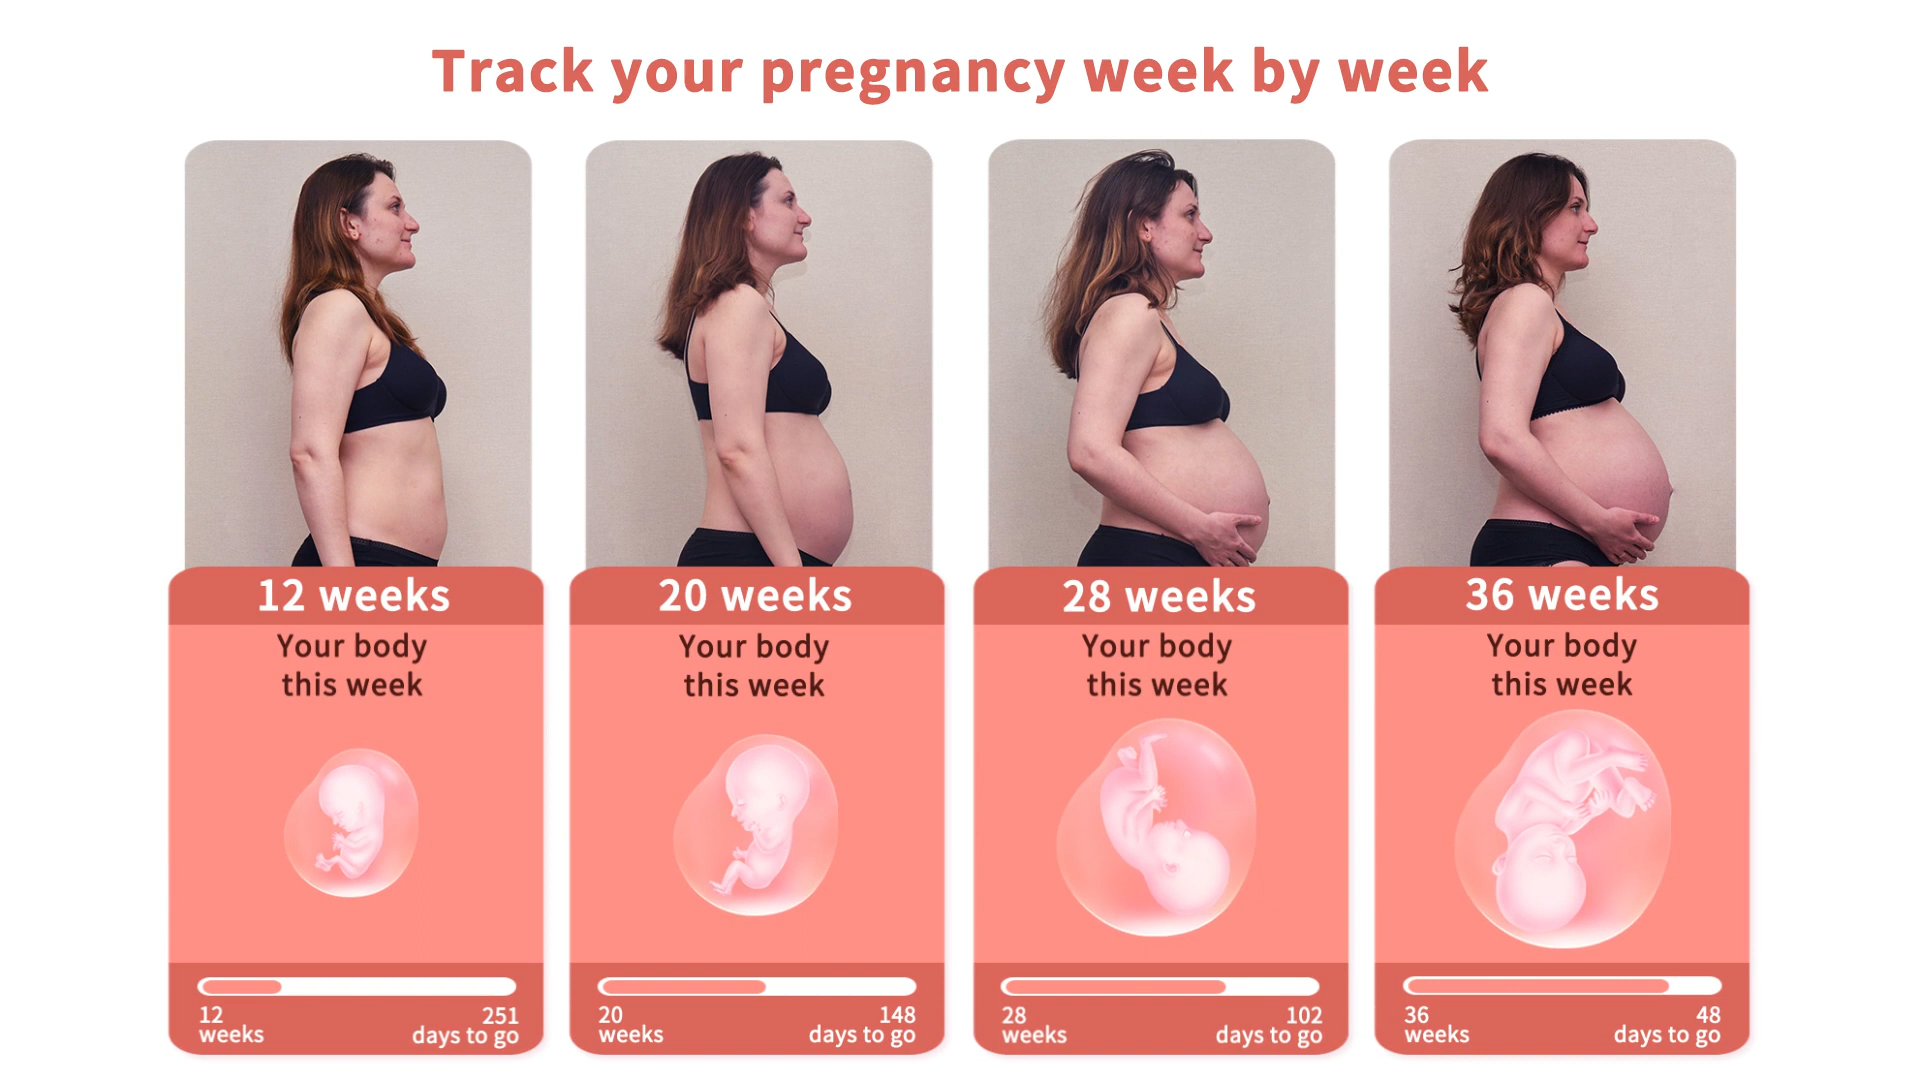 Track your pregnancy week by week
12 weeks
Your body
this week
12
weeks
251
days to go
20 weeks
Your body
this week
20
weeks
148
days to go
28 weeks
Your body
this week
28
weeks
102
days to go
36 weeks
Your body
this week
36
weeks
48
days to go